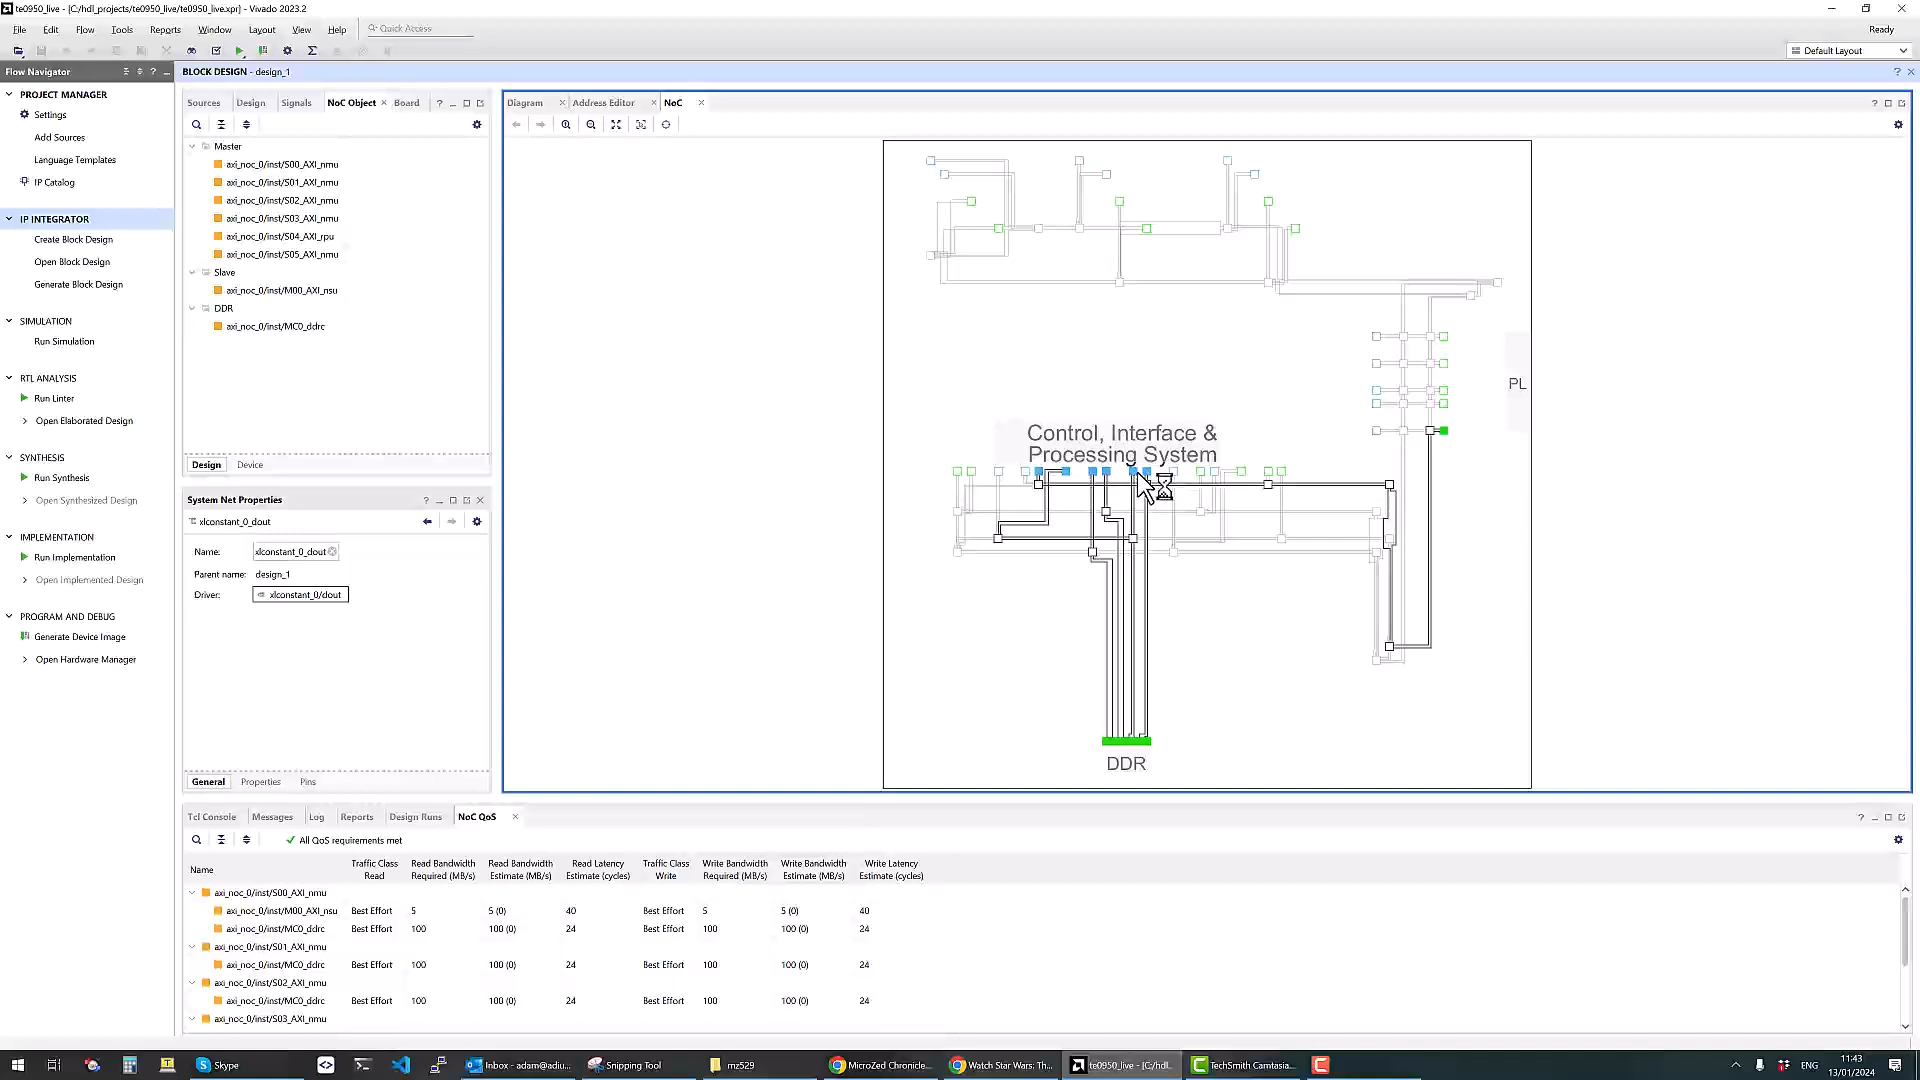 te0950_live - [C:/hdl_projects/te0950_live/te0950_live.xpr] - Vivado 2023.2
File Edit Flow Tools Reports Window Layout View Help Quick Access Ready
Default Layout
Flow Navigator
BLOCK DESIGN - design_1
PROJECT MANAGER
Settings
Add Sources
Language Templates
IP Catalog
IP INTEGRATOR
Create Block Design
Open Block Design
Generate Block Design
SIMULATION
Run Simulation
RTL ANALYSIS
Run Linter
Open Elaborated Design
SYNTHESIS
Run Synthesis
Open Synthesized Design
IMPLEMENTATION
Run Implementation
Open Implemented Design
PROGRAM AND DEBUG
Generate Device Image
Open Hardware Manager
Sources Design Signals NoC Object Board
Master
axi_noc_0/inst/S00_AXI_nmu
axi_noc_0/inst/S01_AXI_nmu
axi_noc_0/inst/S02_AXI_nmu
axi_noc_0/inst/S03_AXI_nmu
axi_noc_0/inst/S04_AXI_rpu
axi_noc_0/inst/S05_AXI_nmu
Slave
axi_noc_0/inst/M00_AXI_nsu
DDR
axi_noc_0/inst/MC0_ddrc
Design Device
System Net Properties
xlconstant_0_dout
Name: xlconstant_0_dout
Parent name: design_1
Driver: xlconstant_0/dout
General Properties Pins
Diagram Address Editor NoC
PL
Control, Interface &
Processing System
DDR
Tcl Console Messages Log Reports Design Runs NoC QoS
All QoS requirements met
Name Traffic Class Read Read Bandwidth Required (MB/s) Read Bandwidth Estimate (MB/s) Read Latency Estimate (cycles) Traffic Class Write Write Bandwidth Required (MB/s) Write Bandwidth Estimate (MB/s) Write Latency Estimate (cycles)
axi_noc_0/inst/S00_AXI_nmu
axi_noc_0/inst/M00_AXI_nsu Best Effort 5 5 (0) 40 Best Effort 5 5 (0) 40
axi_noc_0/inst/MC0_ddrc Best Effort 100 100 (0) 24 Best Effort 100 100 (0) 24
axi_noc_0/inst/S01_AXI_nmu
axi_noc_0/inst/MC0_ddrc Best Effort 100 100 (0) 24 Best Effort 100 100 (0) 24
axi_noc_0/inst/S02_AXI_nmu
axi_noc_0/inst/MC0_ddrc Best Effort 100 100 (0) 24 Best Effort 100 100 (0) 24
axi_noc_0/inst/S03_AXI_nmu
Skype Inbox - adam@adiu... Snipping Tool mz529 MicroZed Chronicle... Watch Star Wars: Th... te0950_live - [C:/hdl... TechSmith Camtasia... ENG 11:43
13/01/2024